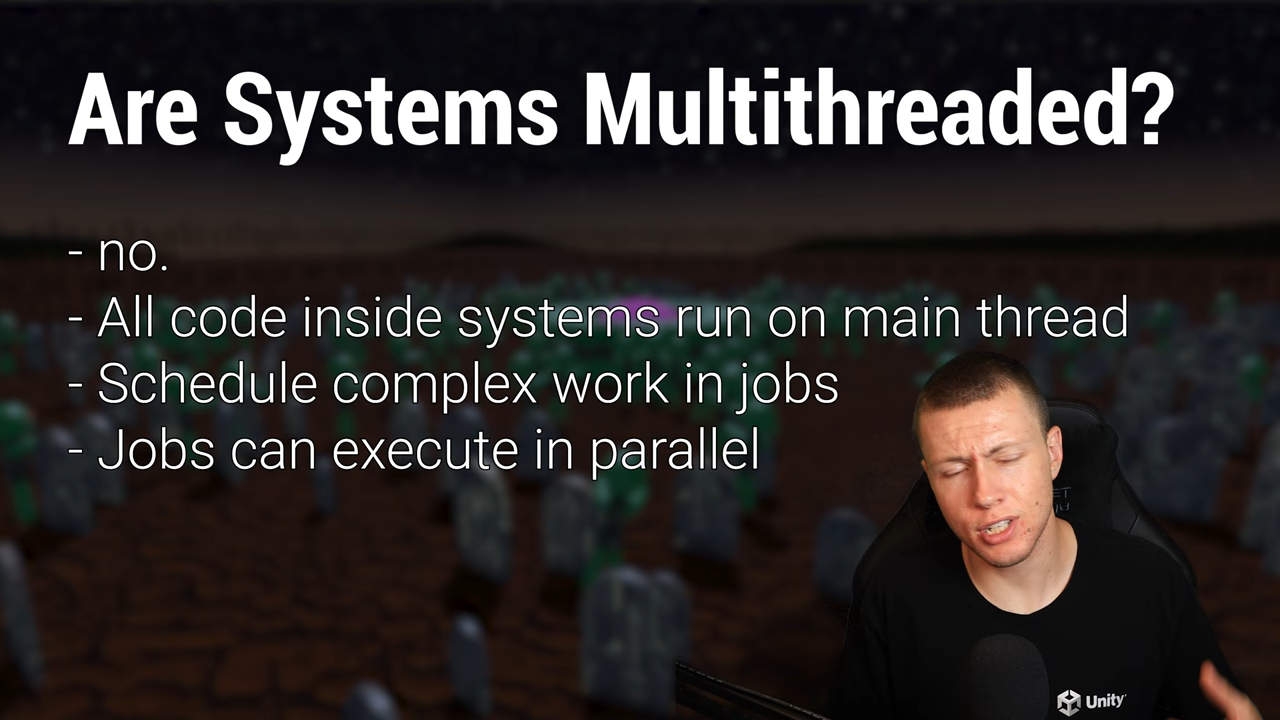 Are Systems Multithreaded?
- no.
- All code inside systems run on main thread
- Schedule complex work in jobs
- Jobs can execute in parallel
Unity